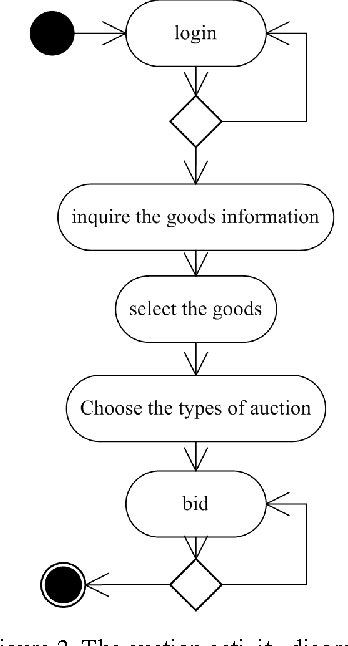 login
inquire the goods information
select the goods
Choose the types of auction
bid